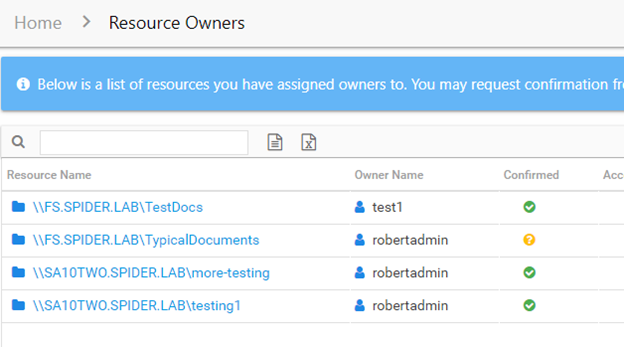 Home > Resource Owners
Below is a list of resources you have assigned owners to. You may request confirmation fr
Resource Name Owner Name Confirmed Acc
\\FS.SPIDER.LAB\TestDocs test1
\\FS.SPIDER.LAB\TypicalDocuments robertadmin
\\SA10TWO.SPIDER.LAB\more-testing robertadmin
\\SA10TWO.SPIDER.LAB\testing1 robertadmin